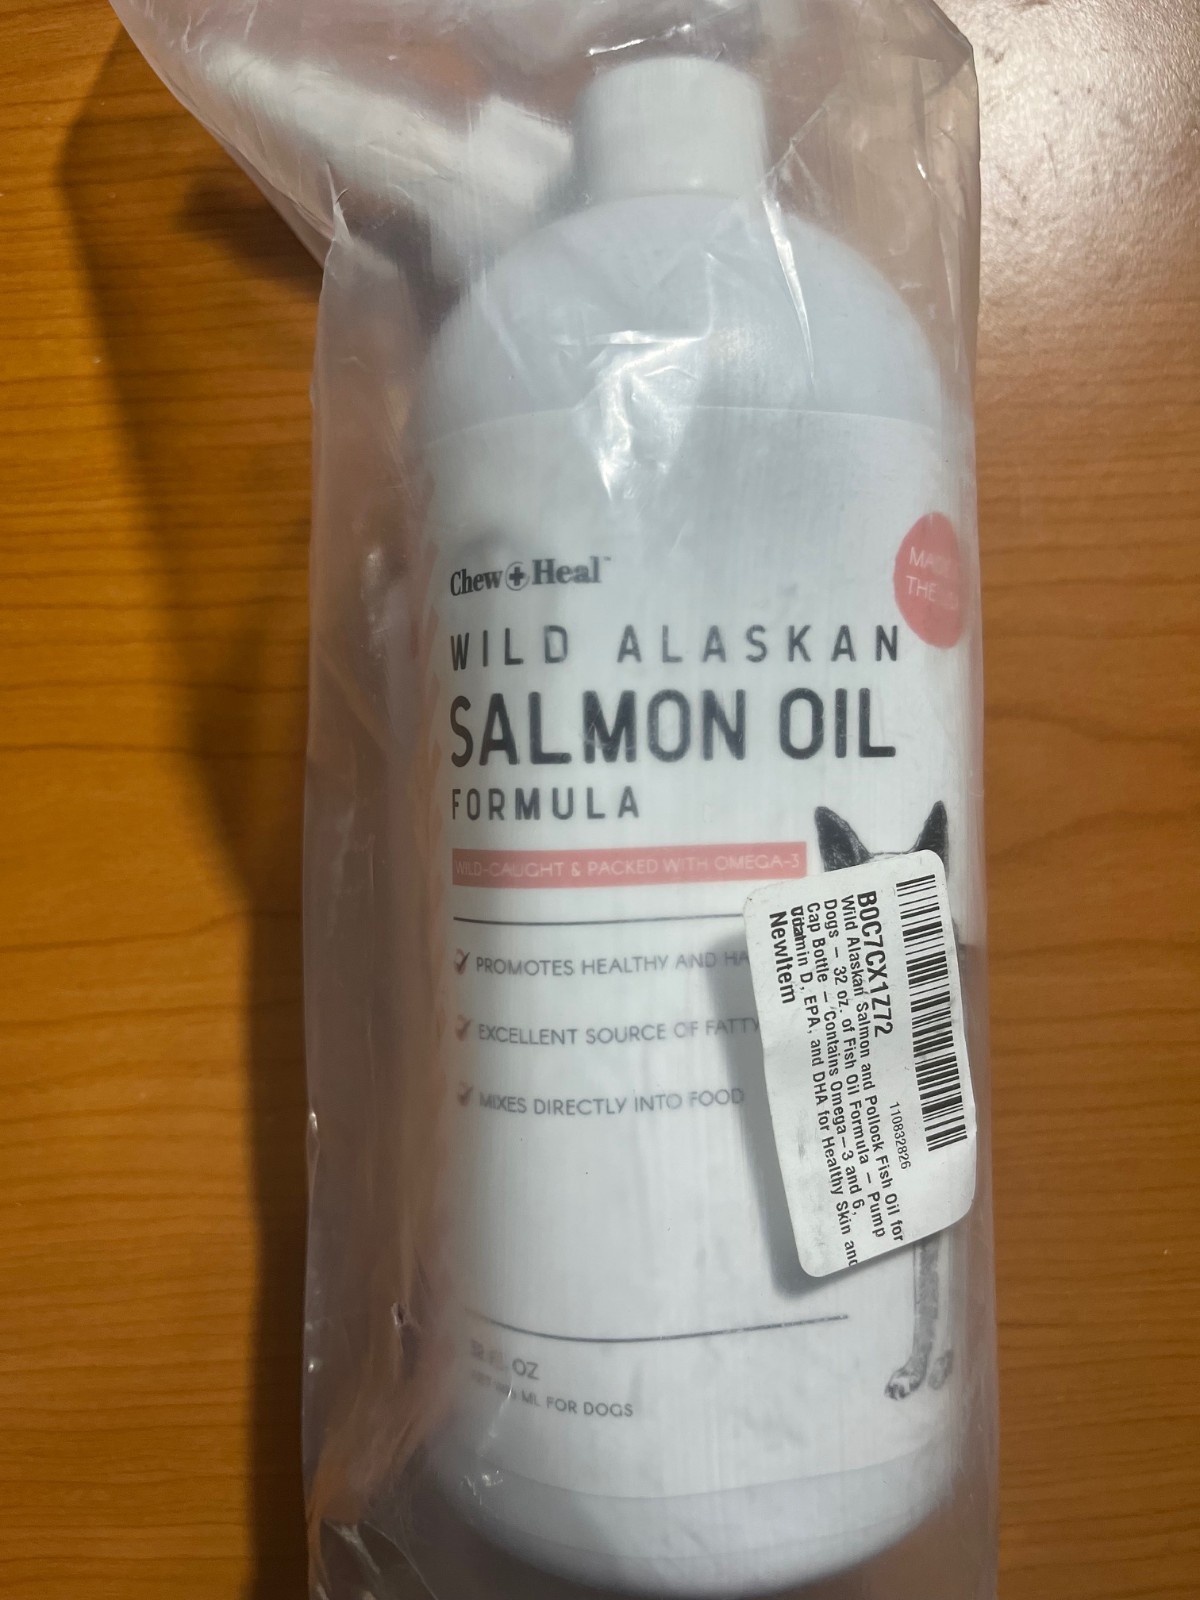 Chew + Heal™
WILD ALASKAN
SALMON OIL
FORMULA
WILD-CAUGHT & PACKED WITH OMEGA-3
PROMOTES HEALTHY AND
EXCELLENT SOURCE OF FATTY
MIXES DIRECTLY INTO FOOD
OZ
ML FOR DOGS
THE
110832826
B0C7CX1Z72
Wild Alaskan Salmon and Pollock Fish Oil for
Dogs – 32 oz. of Fish Oil Formula – Pump
Cap Bottle – Contains Omega-3 and 6,
Vitamin D, EPA, and DHA for Healthy Skin and
NewItem